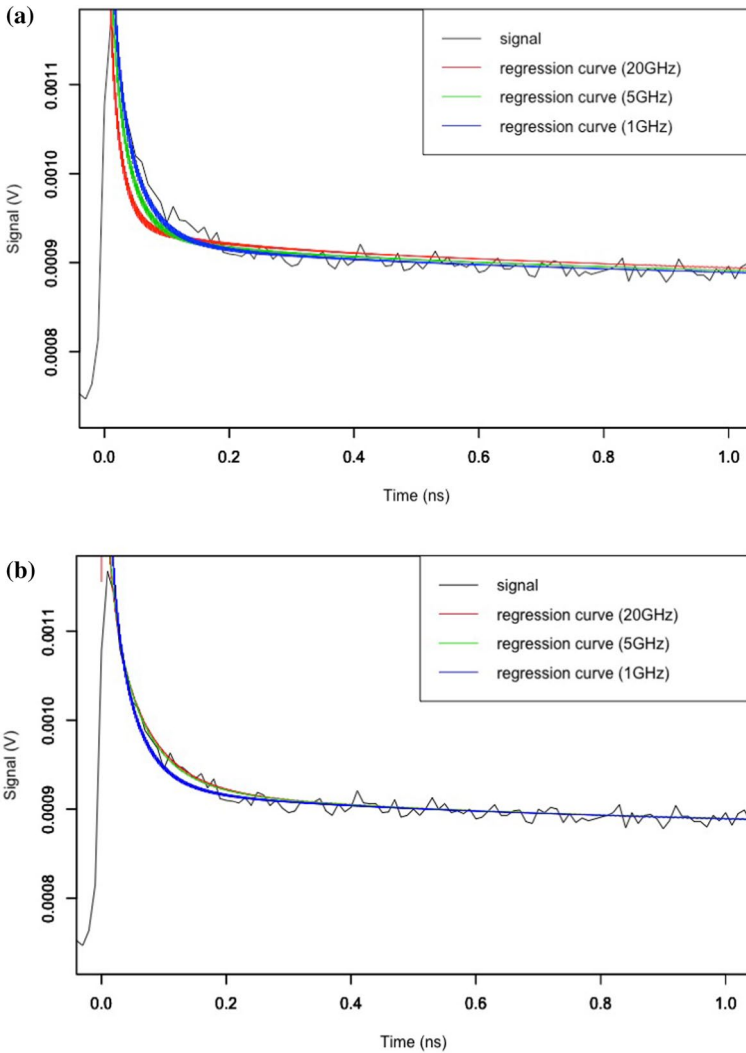 (a)
signal
regression curve (20GHz)
regression curve (5GHz)
regression curve (1GHz)
Signal (V)
0.0011
0.0010
0.0009
0.0008
0.0 0.2 0.4 0.6 0.8 1.0
Time (ns)
(b)
signal
regression curve (20GHz)
regression curve (5GHz)
regression curve (1GHz)
Signal (V)
0.0011
0.0010
0.0009
0.0008
0.0 0.2 0.4 0.6 0.8 1.0
Time (ns)